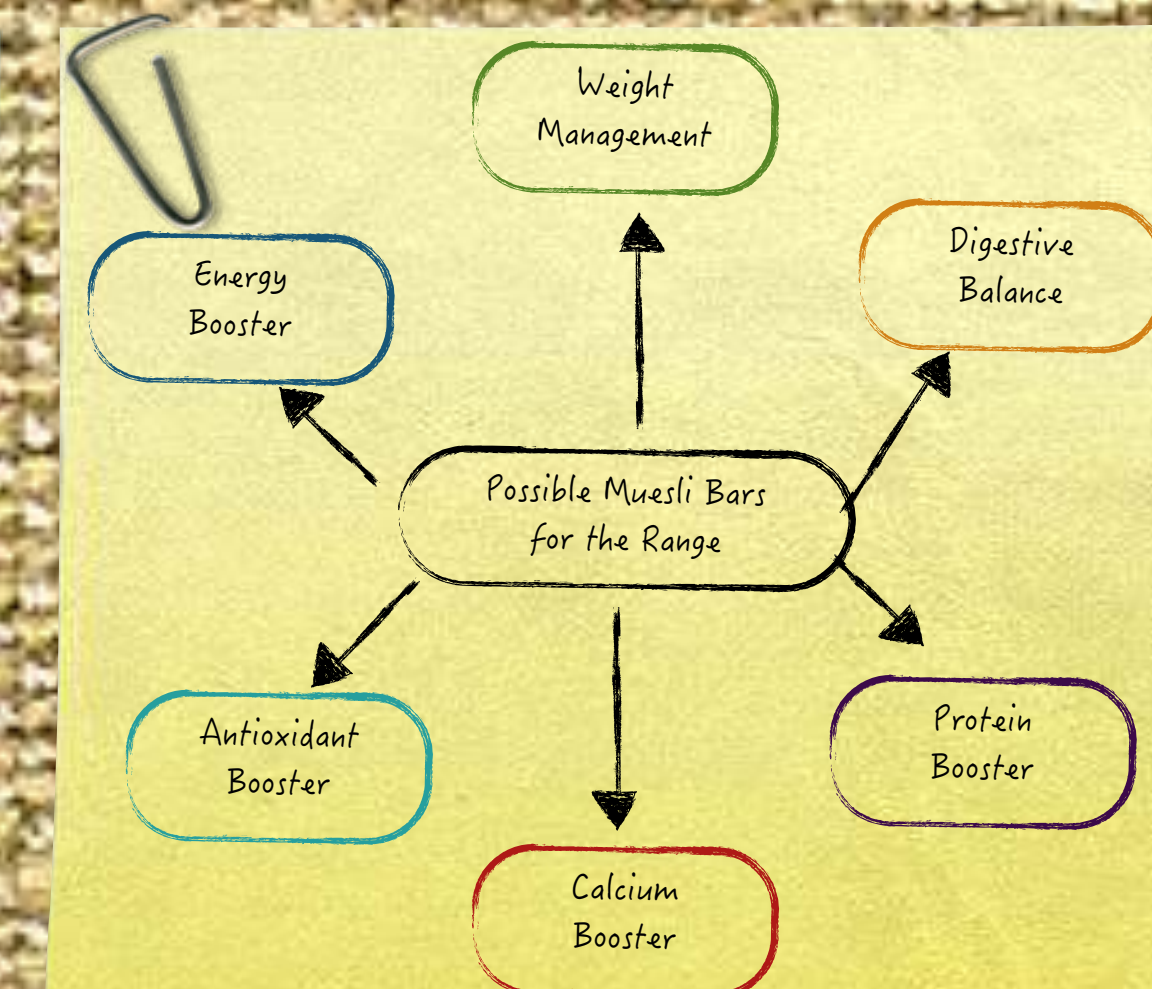 Weight
Management
Digestive
Balance
Energy
Booster
Possible Muesli Bars
for the Range
Antioxidant
Booster
Protein
Booster
Calcium
Booster